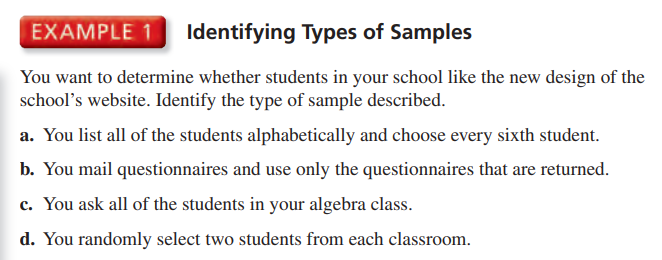 EXAMPLE 1 Identifying Types of Samples
You want to determine whether students in your school like the new design of the
school's website. Identify the type of sample described.
a. You list all of the students alphabetically and choose every sixth student.
b. You mail questionnaires and use only the questionnaires that are returned.
c. You ask all of the students in your algebra class.
d. You randomly select two students from each classroom.